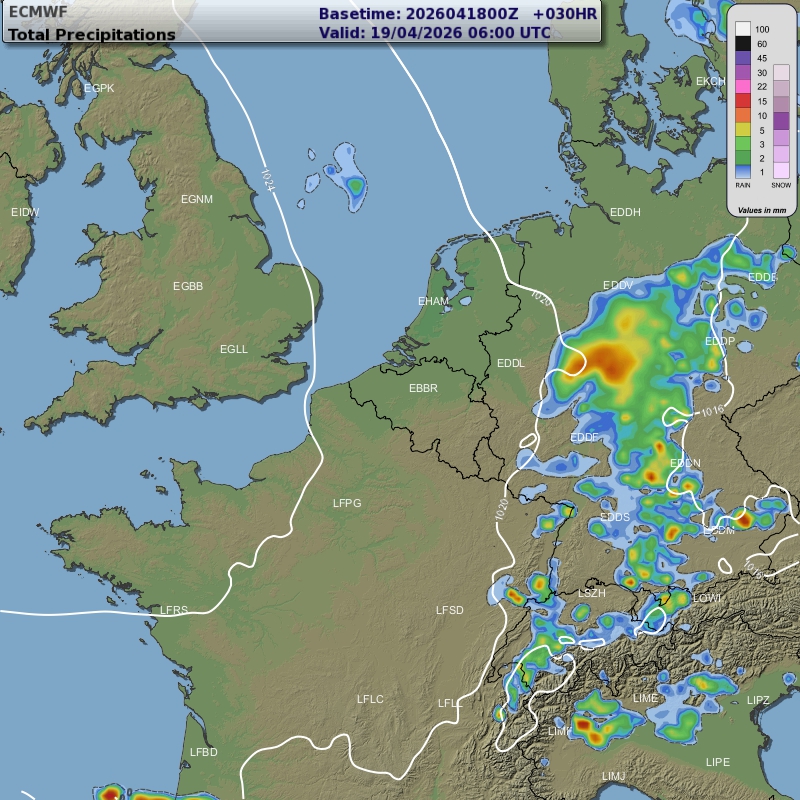 ECMWF
Basetime: 2026041800Z +030HR
Total Precipitations
Valid: 19/04/2026 06:00 UTC
100
60
45
30
22
15
10
5
3
2
1
RAIN SNOW
Values in mm
EGPK
EKCH
EIDW
EGNM
1024
EDDH
EGBB
EDDV
EDDB
EHAM
1020
EGLL
EDDP
EDDL
EBBR
1016
EDDF
EDDN
LFPG
1020
EDDS
EDDM
1016
LFRS
LFSD
LSZH
LOWI
LFLC
LFLL
LIME
LIPZ
LIMF
LFBD
LIPE
LIMJ